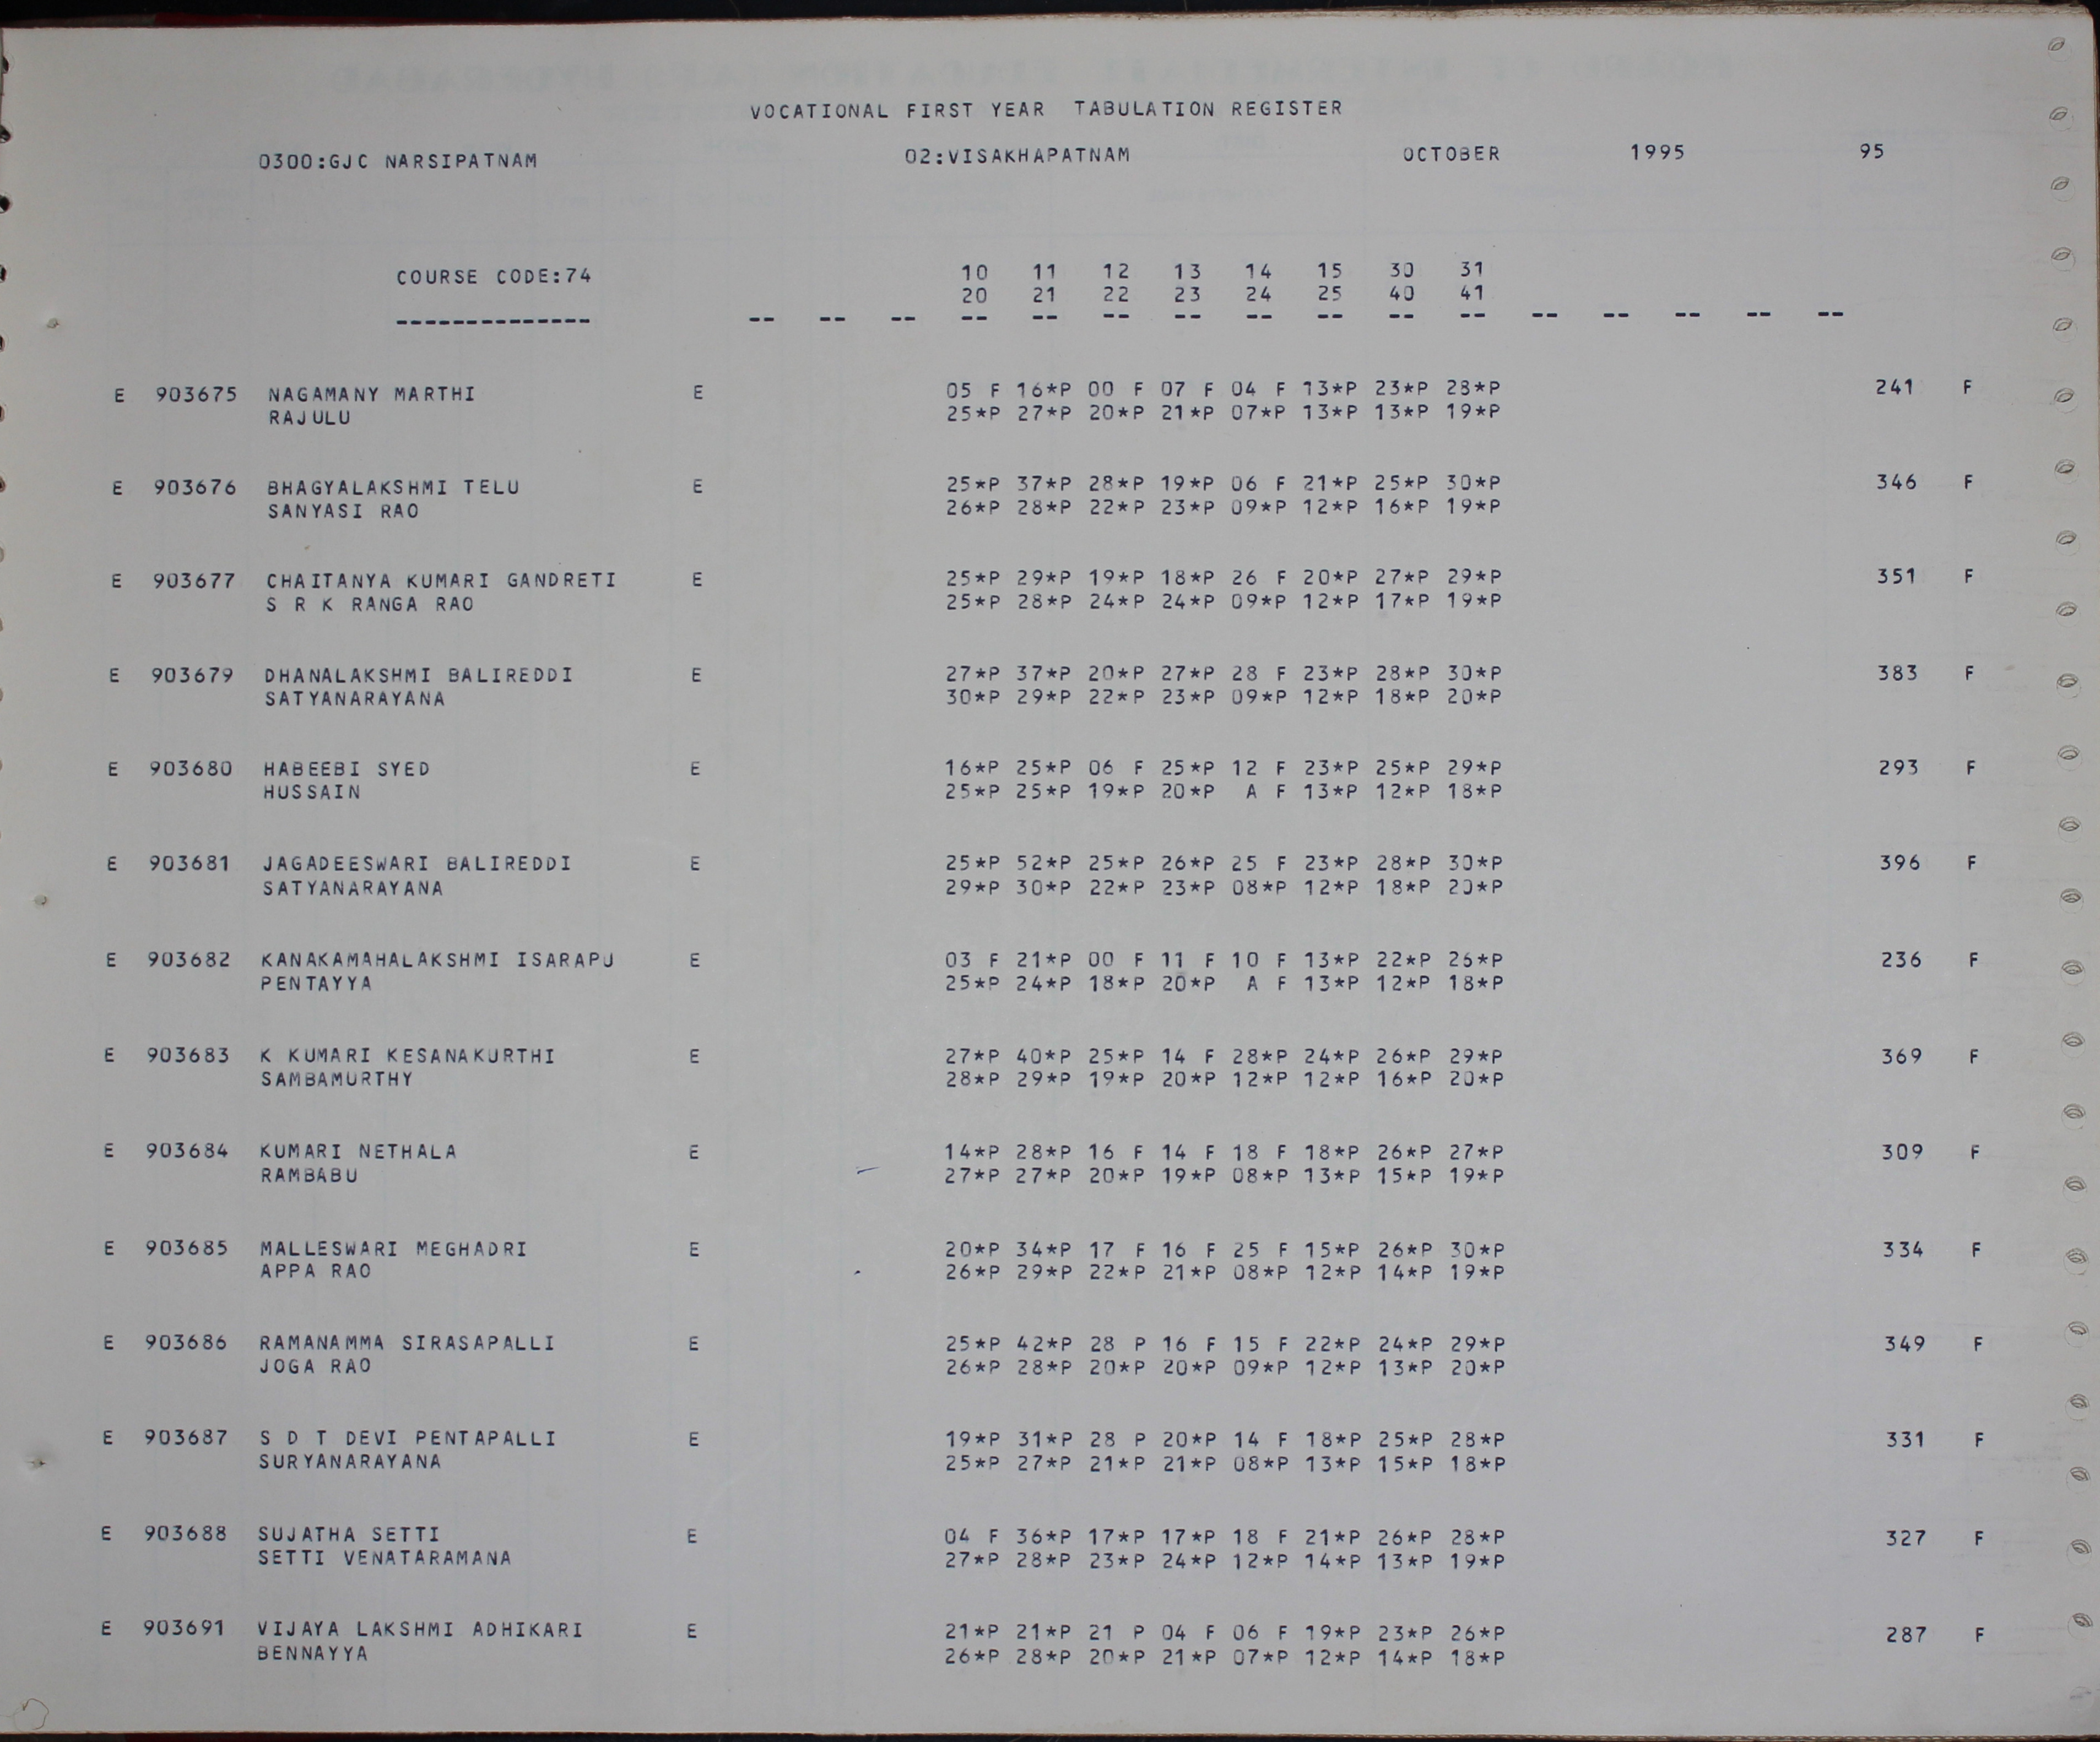 VOCATIONAL FIRST YEAR TABULATION REGISTER
0300:GJC NARSIPATNAM 02:VISAKHAPATNAM OCTOBER 1995 95
COURSE CODE:74 10 11 12 13 14 15 30 31
20 21 22 23 24 25 40 41
-------------- -- -- -- -- -- -- -- -- -- -- -- -- -- -- -- --
E 903675 NAGAMANY MARTHI E 05 F 16*P 00 F 07 F 04 F 13*P 23*P 28*P 241 F
RAJULU 25*P 27*P 20*P 21*P 07*P 13*P 13*P 19*P
E 903676 BHAGYALAKSHMI TELU E 25*P 37*P 28*P 19*P 06 F 21*P 25*P 30*P 346 F
SANYASI RAO 26*P 28*P 22*P 23*P 09*P 12*P 16*P 19*P
E 903677 CHAITANYA KUMARI GANDRETI E 25*P 29*P 19*P 18*P 26 F 20*P 27*P 29*P 351 F
S R K RANGA RAO 25*P 28*P 24*P 24*P 09*P 12*P 17*P 19*P
E 903679 DHANALAKSHMI BALIREDDI E 27*P 37*P 20*P 27*P 28 F 23*P 28*P 30*P 383 F
SATYANARAYANA 30*P 29*P 22*P 23*P 09*P 12*P 18*P 20*P
E 903680 HABEEBI SYED E 16*P 25*P 06 F 25*P 12 F 23*P 25*P 29*P 293 F
HUSSAIN 25*P 25*P 19*P 20*P A F 13*P 12*P 18*P
E 903681 JAGADEESWARI BALIREDDI E 25*P 52*P 25*P 26*P 25 F 23*P 28*P 30*P 396 F
SATYANARAYANA 29*P 30*P 22*P 23*P 08*P 12*P 18*P 20*P
E 903682 KANAKAMAHALAKSHMI ISARAPU E 03 F 21*P 00 F 11 F 10 F 13*P 22*P 26*P 236 F
PENTAYYA 25*P 24*P 18*P 20*P A F 13*P 12*P 18*P
E 903683 K KUMARI KESANAKURTHI E 27*P 40*P 25*P 14 F 28*P 24*P 26*P 29*P 369 F
SAMBAMURTHY 28*P 29*P 19*P 20*P 12*P 12*P 16*P 20*P
E 903684 KUMARI NETHALA E 14*P 28*P 16 F 14 F 18 F 18*P 26*P 27*P 309 F
RAMBABU 27*P 27*P 20*P 19*P 08*P 13*P 15*P 19*P
E 903685 MALLESWARI MEGHADRI E 20*P 34*P 17 F 16 F 25 F 15*P 26*P 30*P 334 F
APPA RAO 26*P 29*P 22*P 21*P 08*P 12*P 14*P 19*P
E 903686 RAMANAMMA SIRASAPALLI E 25*P 42*P 28 P 16 F 15 F 22*P 24*P 29*P 349 F
JOGA RAO 26*P 28*P 20*P 20*P 09*P 12*P 13*P 20*P
E 903687 S D T DEVI PENTAPALLI E 19*P 31*P 28 P 20*P 14 F 18*P 25*P 28*P 331 F
SURYANARAYANA 25*P 27*P 21*P 21*P 08*P 13*P 15*P 18*P
E 903688 SUJATHA SETTI E 04 F 36*P 17*P 17*P 18 F 21*P 26*P 28*P 327 F
SETTI VENATARAMANA 27*P 28*P 23*P 24*P 12*P 14*P 13*P 19*P
E 903691 VIJAYA LAKSHMI ADHIKARI E 21*P 21*P 21 P 04 F 06 F 19*P 23*P 26*P 287 F
BENNAYYA 26*P 28*P 20*P 21*P 07*P 12*P 14*P 18*P